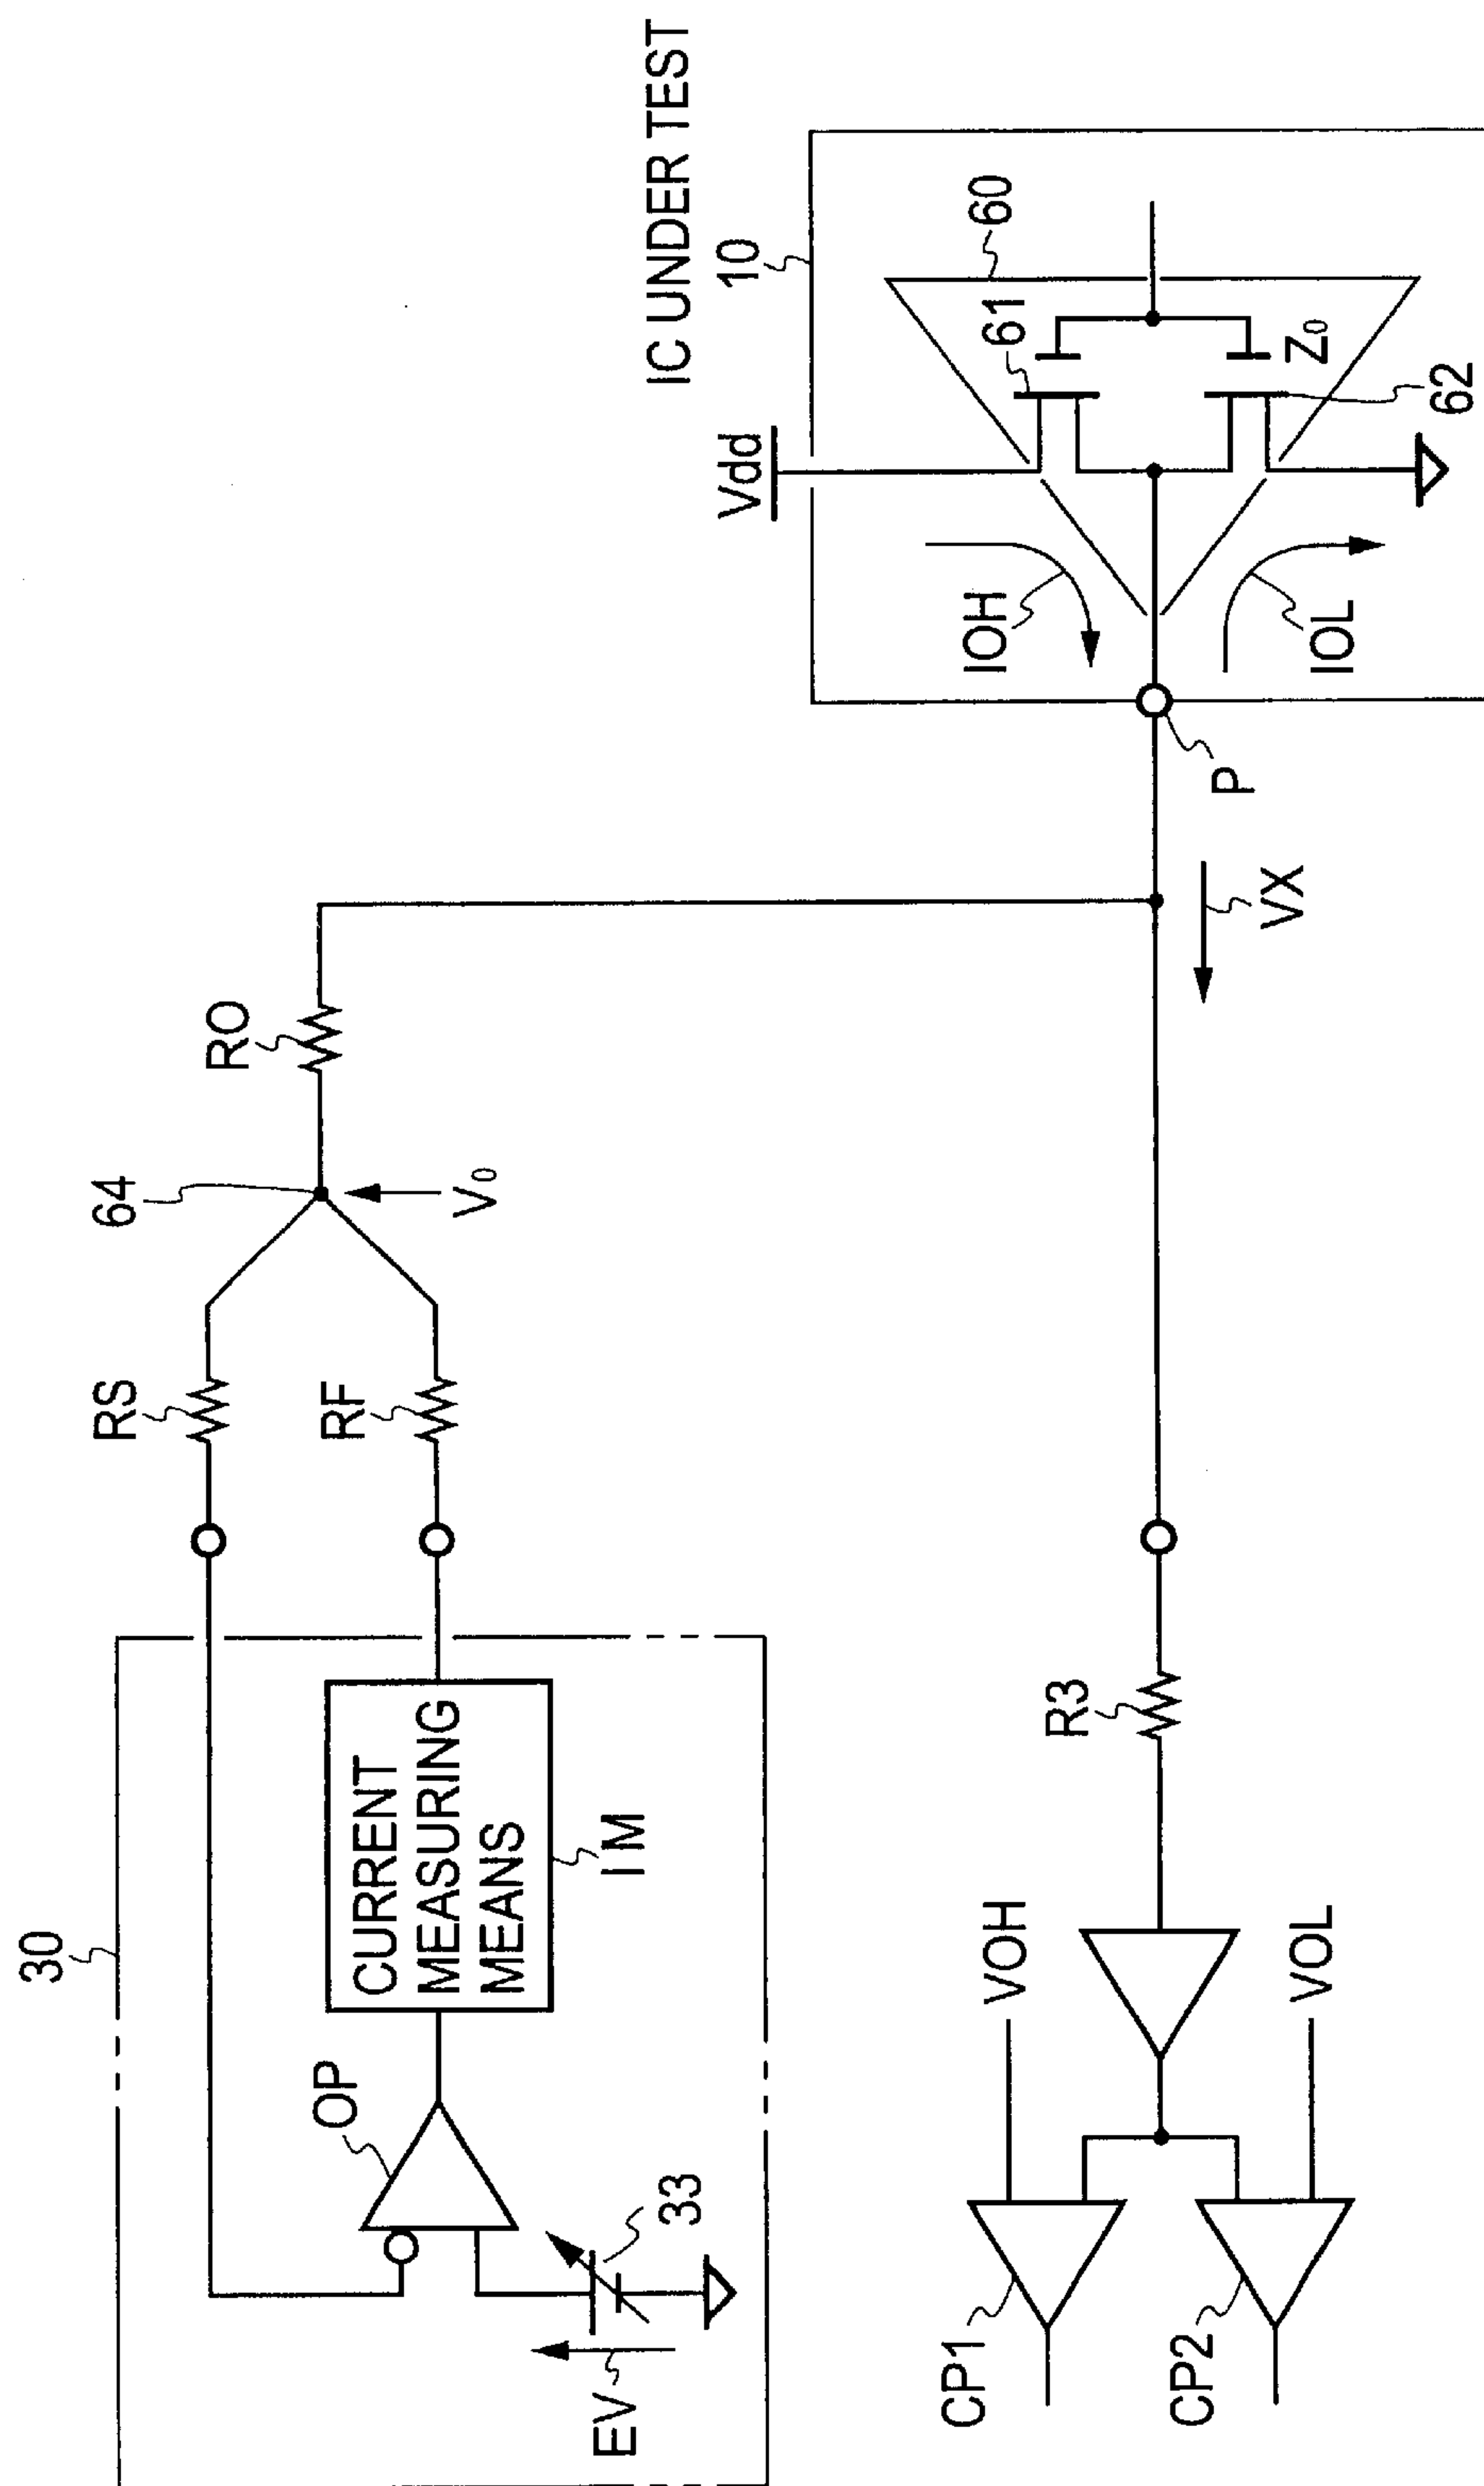 30
EV
33
OP
CURRENT
MEASURING
MEANS
IM
RS
RF
64
V₀
RO
CP1
CP2
VOH
VOL
R3
VX
P
IC UNDER TEST
10
Vdd
IOH
IOL
61
60
Z₀
62